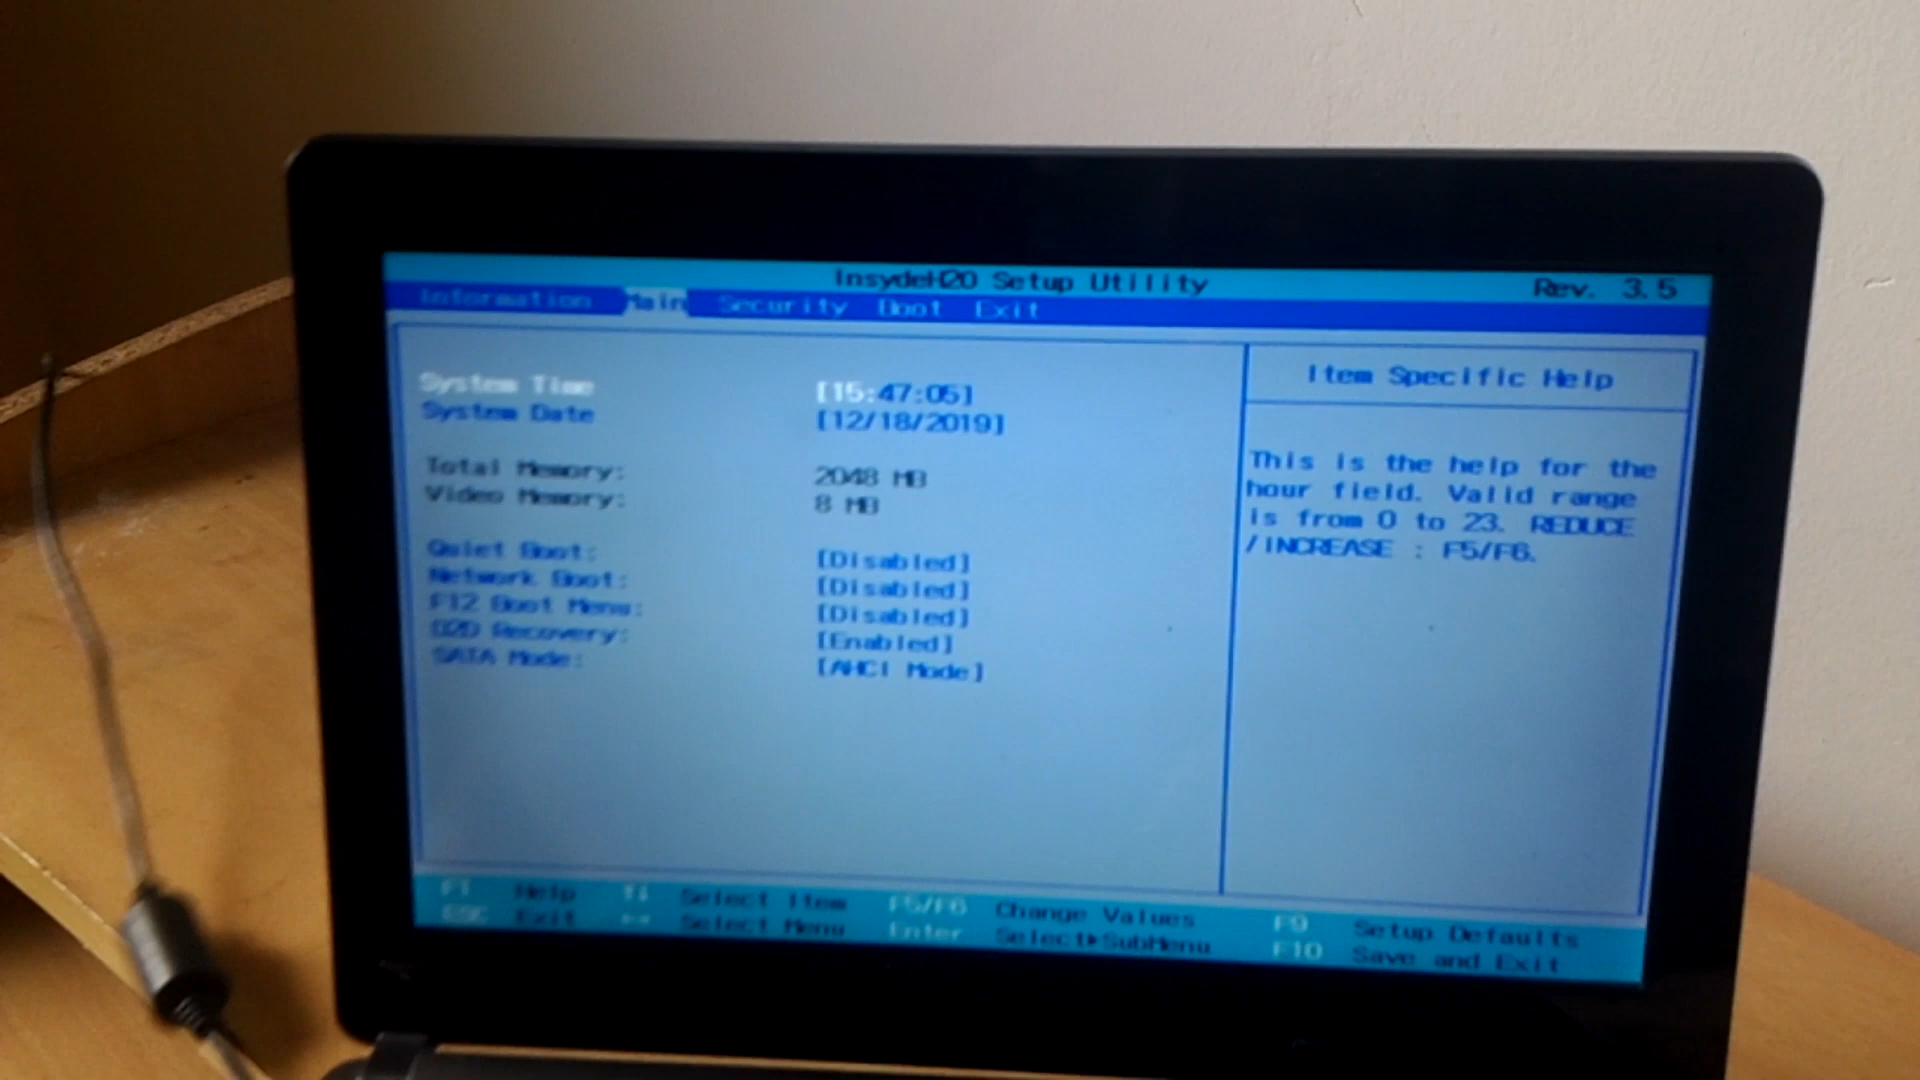 InsydeH2O Setup Utility Rev. 3.5
Information Main Security Boot Exit
System Time [15:47:05]
System Date [12/18/2019]
Total Memory: 2048 MB
Video Memory: 8 MB
Quiet Boot: [Disabled]
Network Boot: [Disabled]
F12 Boot Menu: [Disabled]
D2D Recovery: [Enabled]
SATA Mode: [AHCI Mode]
Item Specific Help
This is the help for the
hour field. Valid range
is from 0 to 23. REDUCE
/INCREASE : F5/F6.
F1 Help ↑↓ Select Item F5/F6 Change Values F9 Setup Defaults
ESC Exit ←→ Select Menu Enter Select▶SubMenu F10 Save and Exit